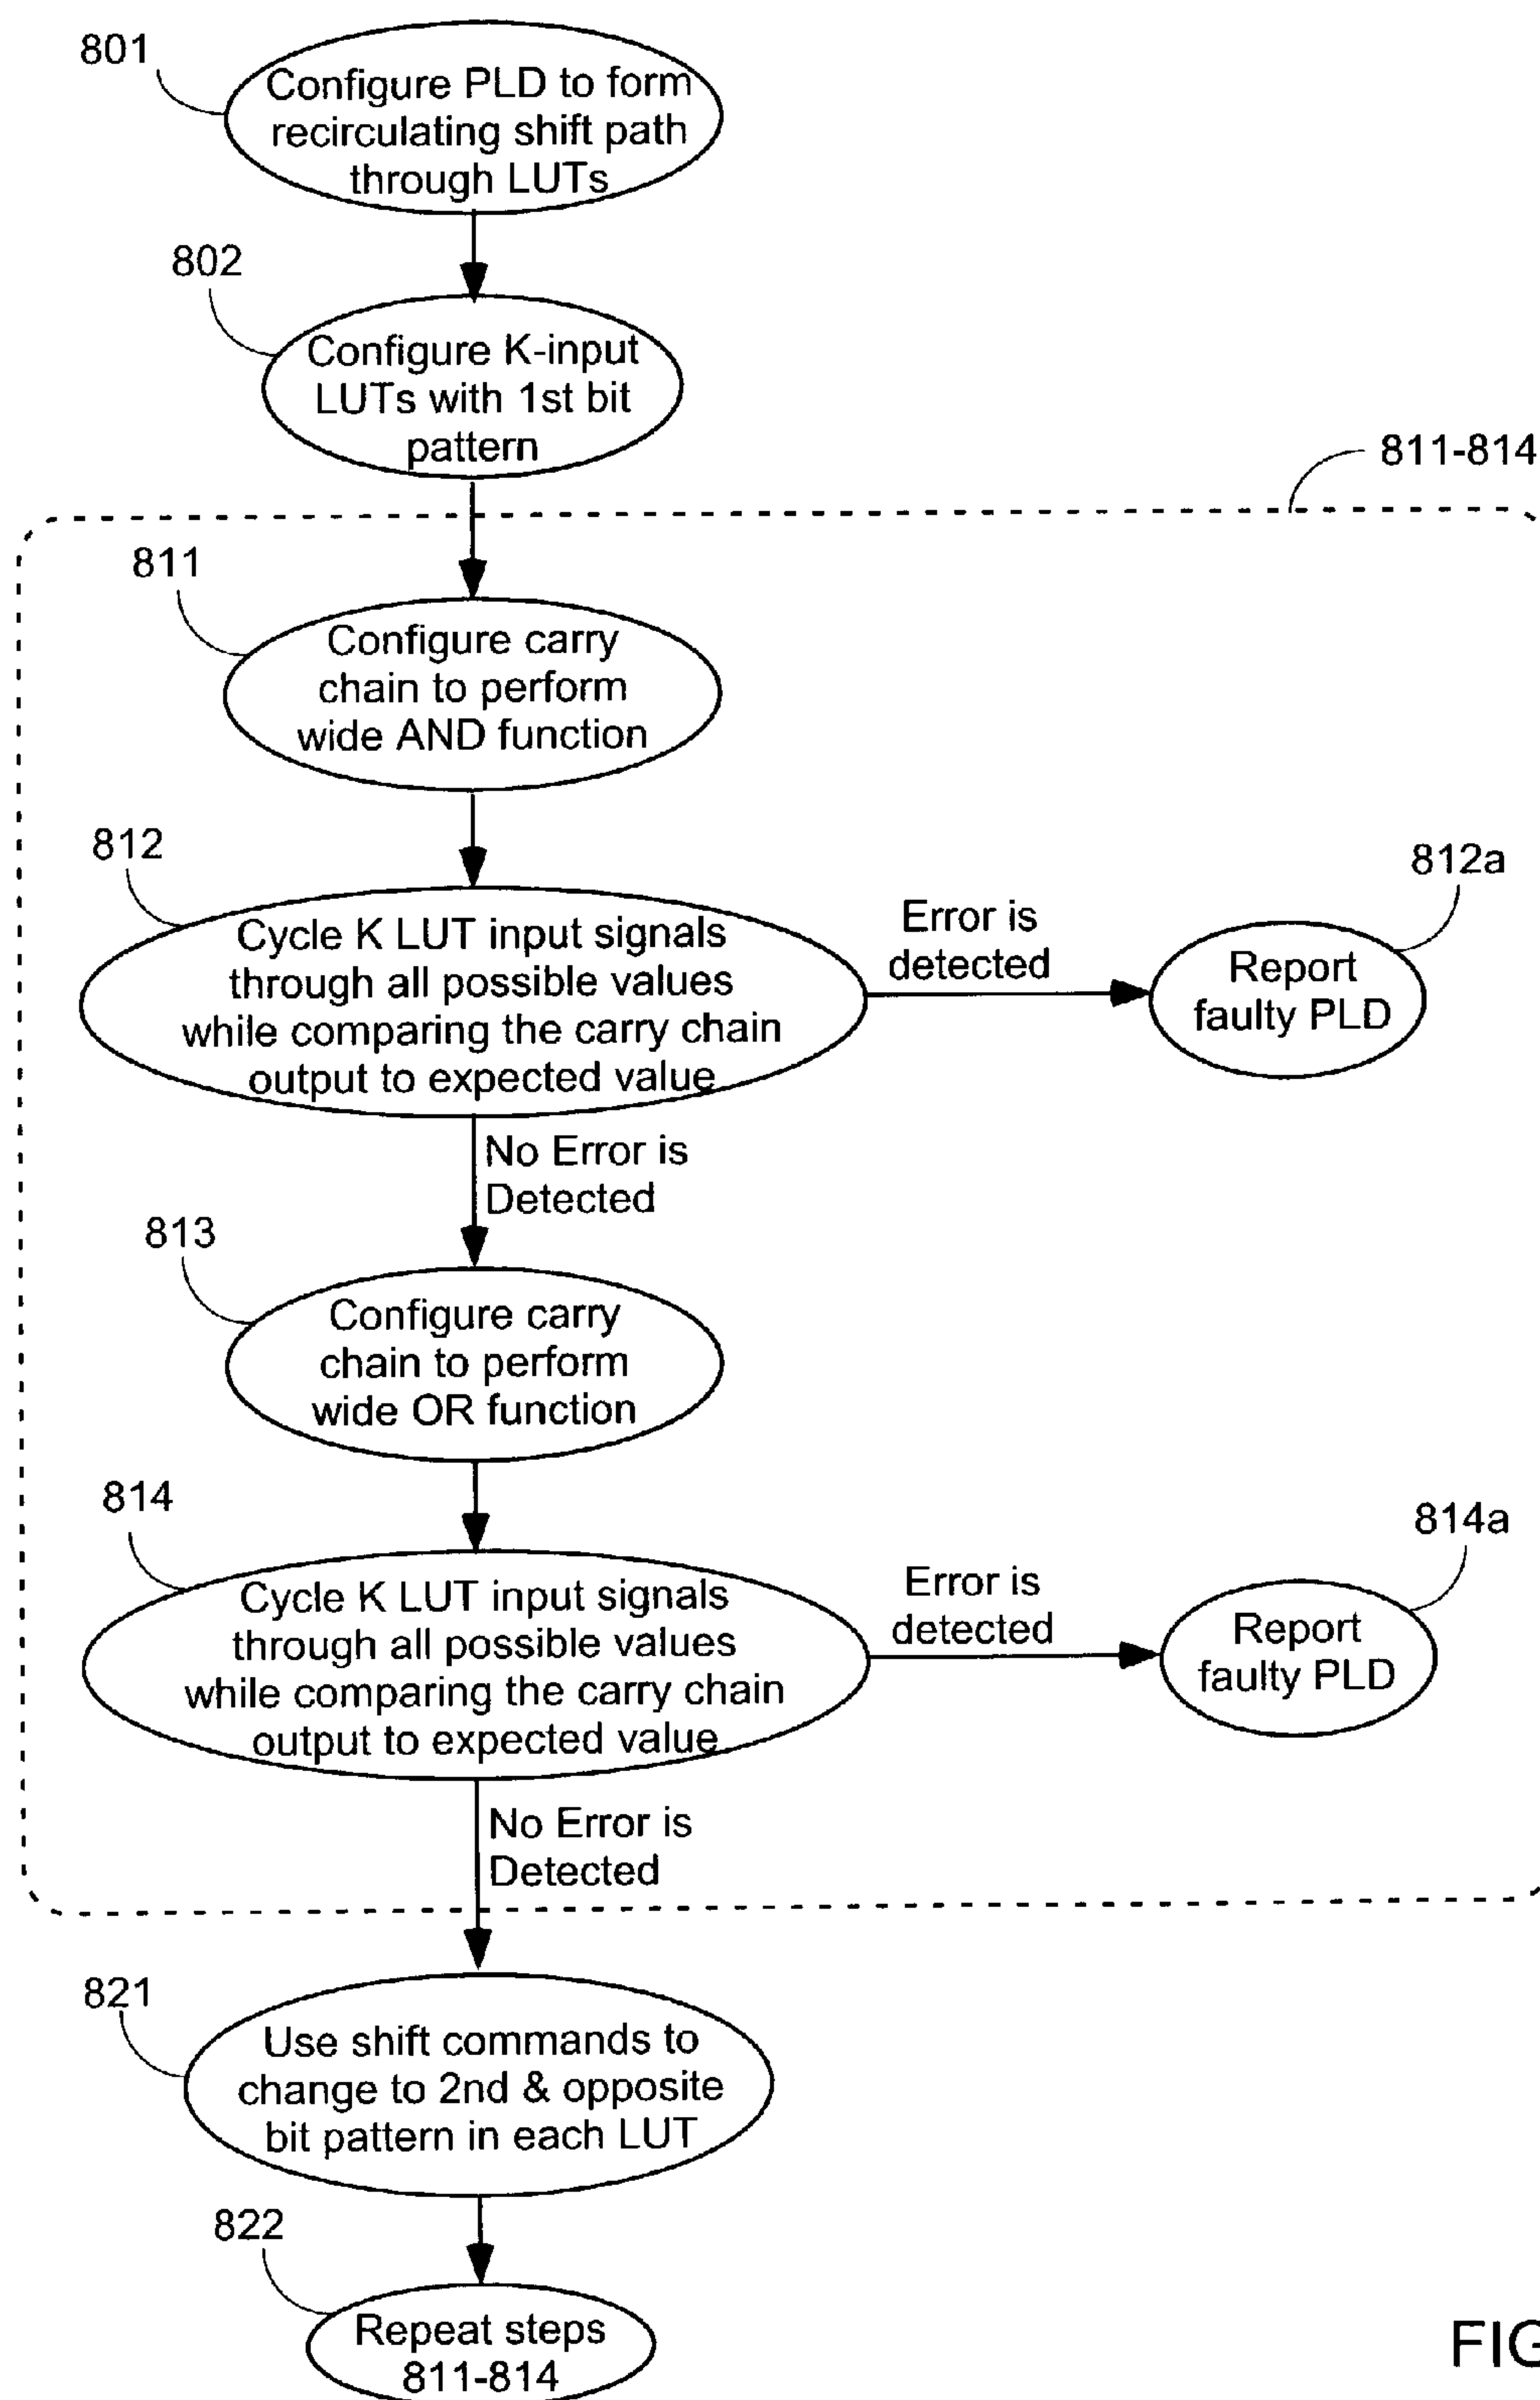 801
Configure PLD to form
recirculating shift path
through LUTs
802
Configure K-input
LUTs with 1st bit
pattern
811-814
811
Configure carry
chain to perform
wide AND function
812
Cycle K LUT input signals
through all possible values
while comparing the carry chain
output to expected value
Error is
detected
812a
Report
faulty PLD
No Error is
Detected
813
Configure carry
chain to perform
wide OR function
814
Cycle K LUT input signals
through all possible values
while comparing the carry chain
output to expected value
Error is
detected
814a
Report
faulty PLD
No Error is
Detected
821
Use shift commands to
change to 2nd & opposite
bit pattern in each LUT
822
Repeat steps
811-814
FIG